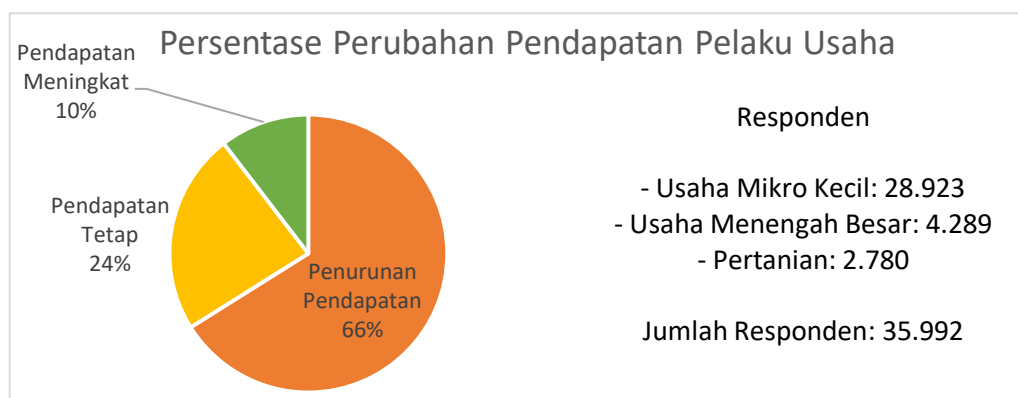 Persentase Perubahan Pendapatan Pelaku Usaha
Pendapatan
Meningkat
10%
Pendapatan
Tetap
24%
Penurunan
Pendapatan
66%
Responden
- Usaha Mikro Kecil: 28.923
- Usaha Menengah Besar: 4.289
- Pertanian: 2.780
Jumlah Responden: 35.992